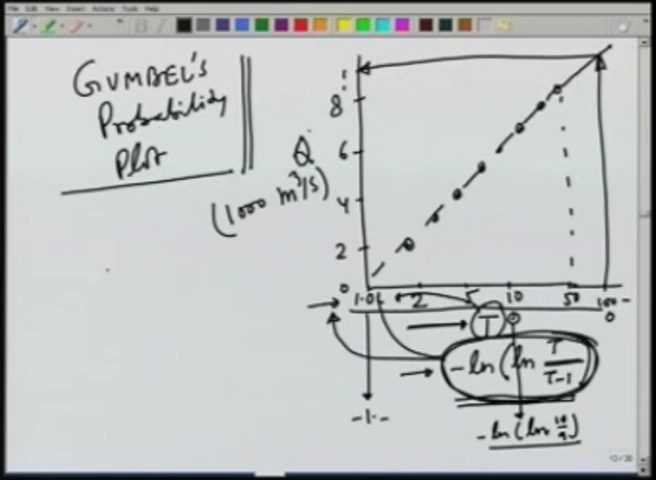 GUMBEL'S
Probability
Plot
Q
(1000 m³/s)
8
6
4
2
0
1.01 2 5 10 50 100
T
-ln(ln T/T-1
-1.-
-ln(ln 10/9)